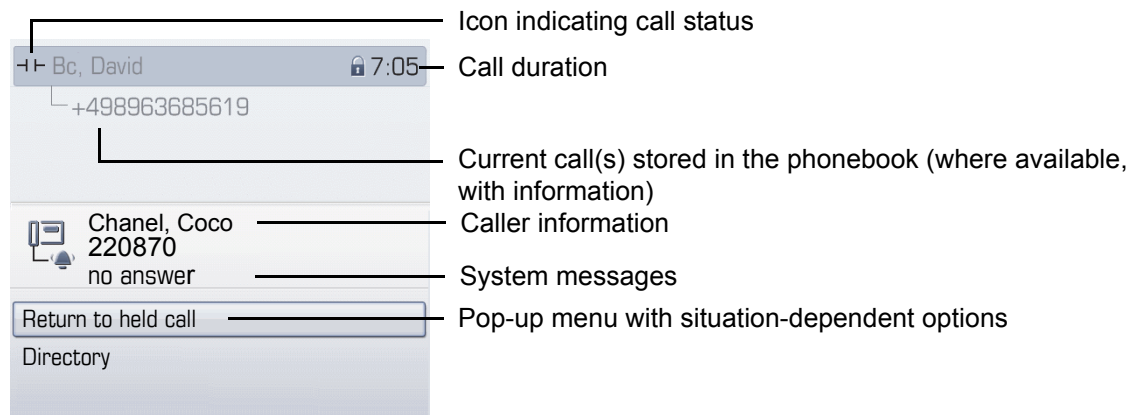 Icon indicating call status
Bc, David 7:05
Call duration
+498963685619
Current call(s) stored in the phonebook (where available,
with information)
Chanel, Coco
Caller information
220870
no answer
System messages
Return to held call
Pop-up menu with situation-dependent options
Directory